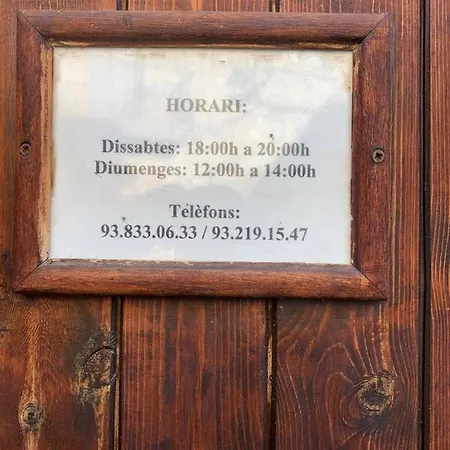 HORARI:
Dissabtes: 18:00h a 20:00h
Diumenges: 12:00h a 14:00h
Telèfons:
93.833.06.33 / 93.219.15.47